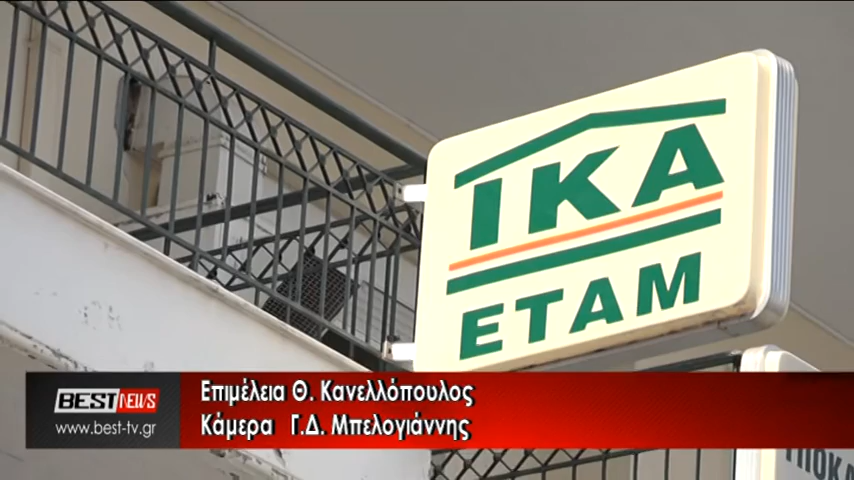 ΙΚΑ
ΕΤΑΜ
BEST NEWS
www.best-tv.gr
Επιμέλεια Θ. Κανελλόπουλος
Κάμερα Γ.Δ. Μπελογιάννης